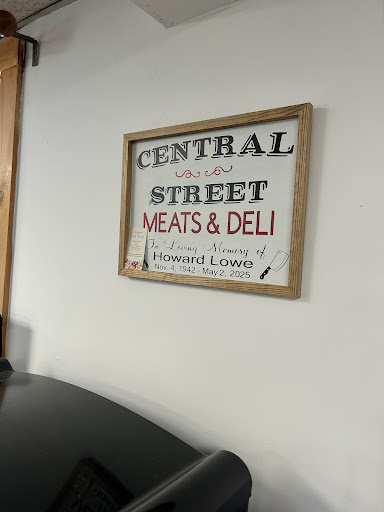 CENTRAL
STREET
MEATS & DELI
In Loving Memory of
Howard Lowe
Nov. 4, 1942 - May 2, 2025